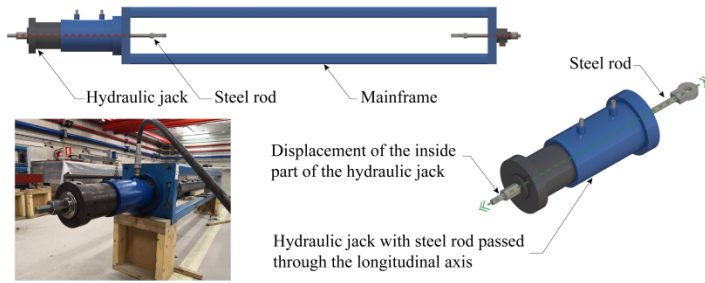 Hydraulic jack
Steel rod
Mainframe
Steel rod
Displacement of the inside
part of the hydraulic jack
Hydraulic jack with steel rod passed
through the longitudinal axis